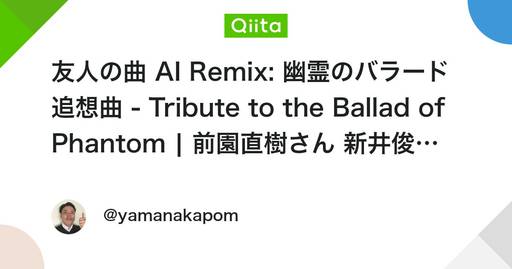 Qiita
友人の曲 AI Remix: 幽霊のバラード
追想曲 - Tribute to the Ballad of
Phantom | 前園直樹さん 新井俊…
@yamanakapom